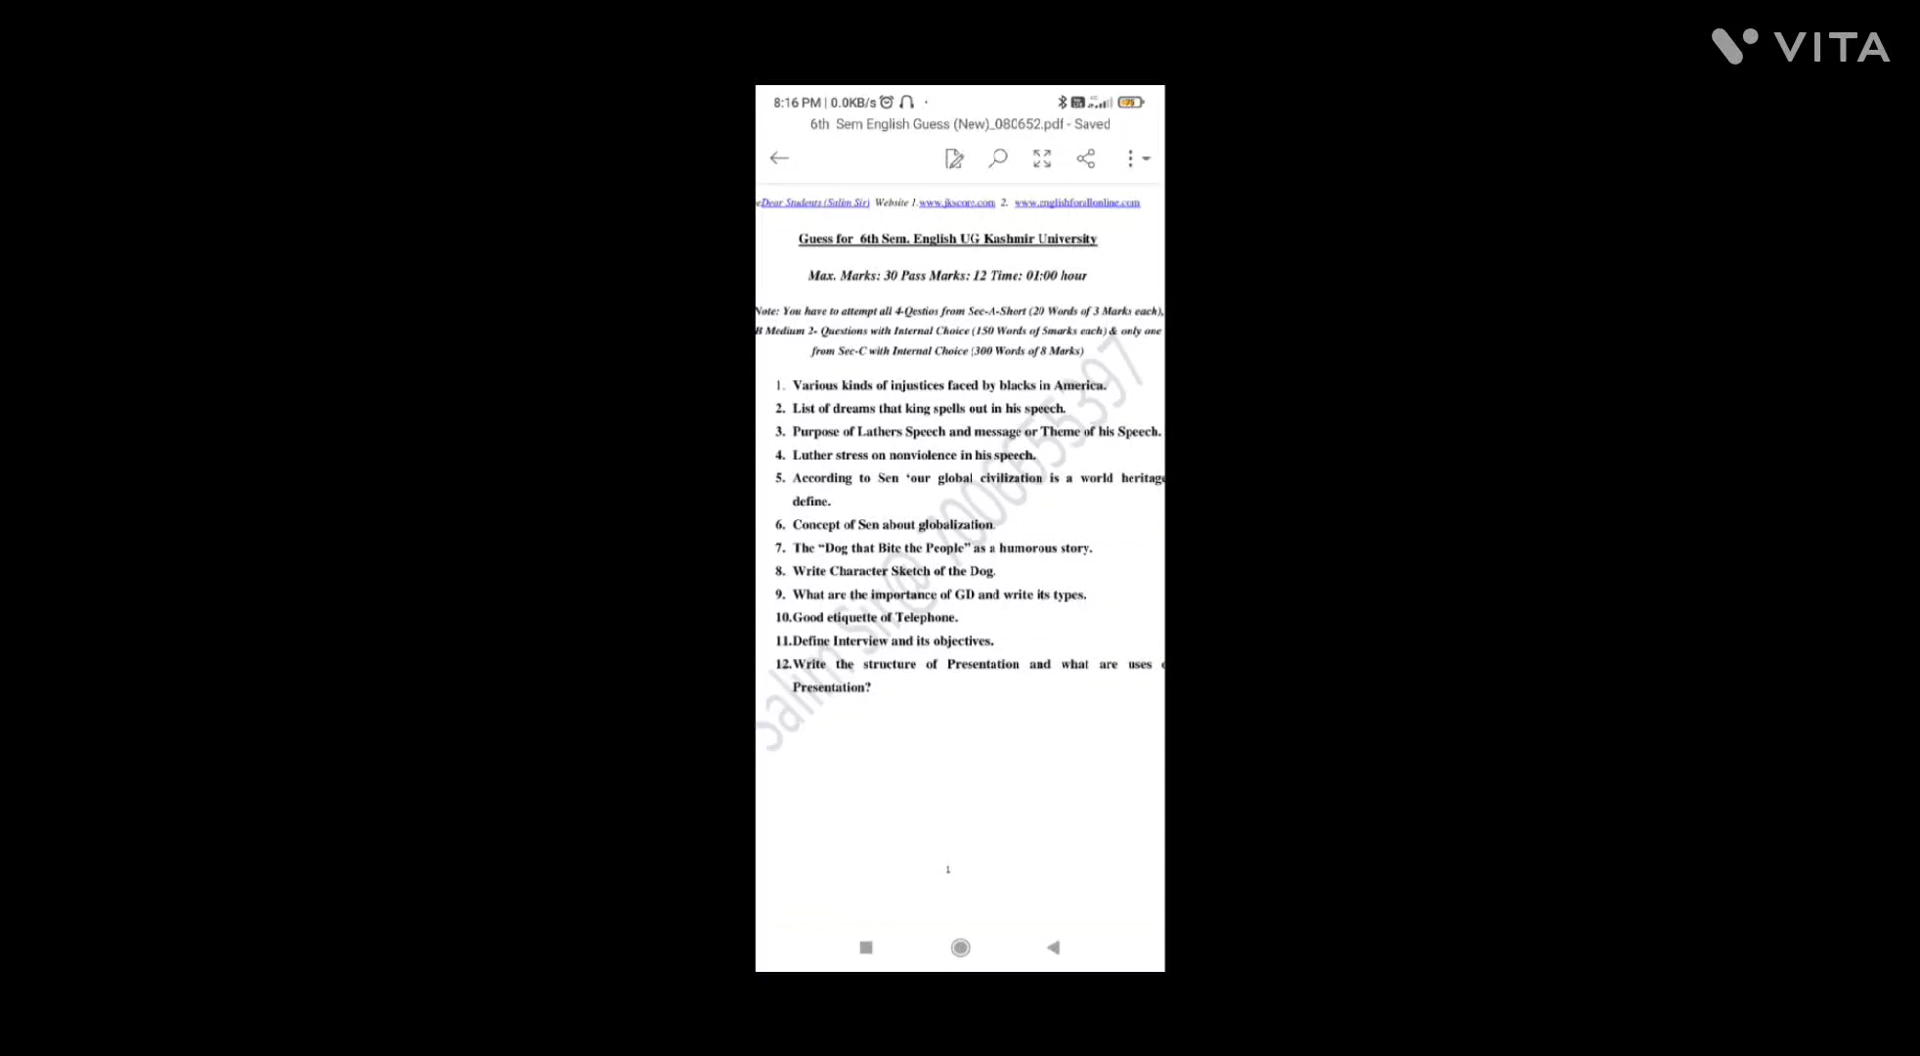 VITA
8:16 PM | 0.0KB/s
6th Sem English Guess (New)_080652.pdf - Saved
eDear Students (Salim Sir) Website 1.www.jkscore.com 2. www.englishforallonline.com
Guess for 6th Sem. English UG Kashmir University
Max. Marks: 30 Pass Marks: 12 Time: 01:00 hour
Note: You have to attempt all 4-Qestios from Sec-A-Short (20 Words of 3 Marks each),
B Medium 2- Questions with Internal Choice (150 Words of 5marks each) & only one
from Sec-C with Internal Choice (300 Words of 8 Marks)
1. Various kinds of injustices faced by blacks in America.
2. List of dreams that king spells out in his speech.
3. Purpose of Lathers Speech and message or Theme of his Speech.
4. Luther stress on nonviolence in his speech.
5. According to Sen ‘our global civilization is a world heritage
define.
6. Concept of Sen about globalization.
7. The “Dog that Bite the People” as a humorous story.
8. Write Character Sketch of the Dog.
9. What are the importance of GD and write its types.
10.Good etiquette of Telephone.
11.Define Interview and its objectives.
12.Write the structure of Presentation and what are uses
Presentation?
Salim Sir@7006655397
1